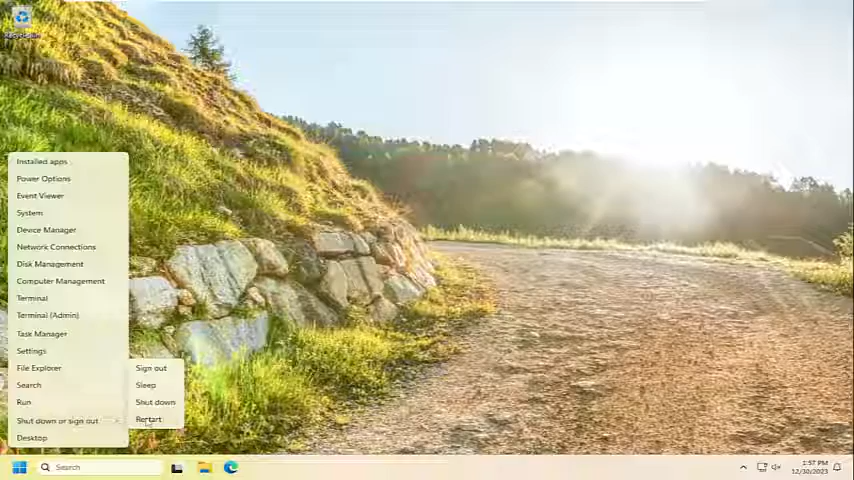 Recycle Bin
Installed apps
Power Options
Event Viewer
System
Device Manager
Network Connections
Disk Management
Computer Management
Terminal
Terminal (Admin)
Task Manager
Settings
File Explorer
Search
Run
Shut down or sign out
Desktop
Sign out
Sleep
Shut down
Restart
Search
1:57 PM
12/30/2023